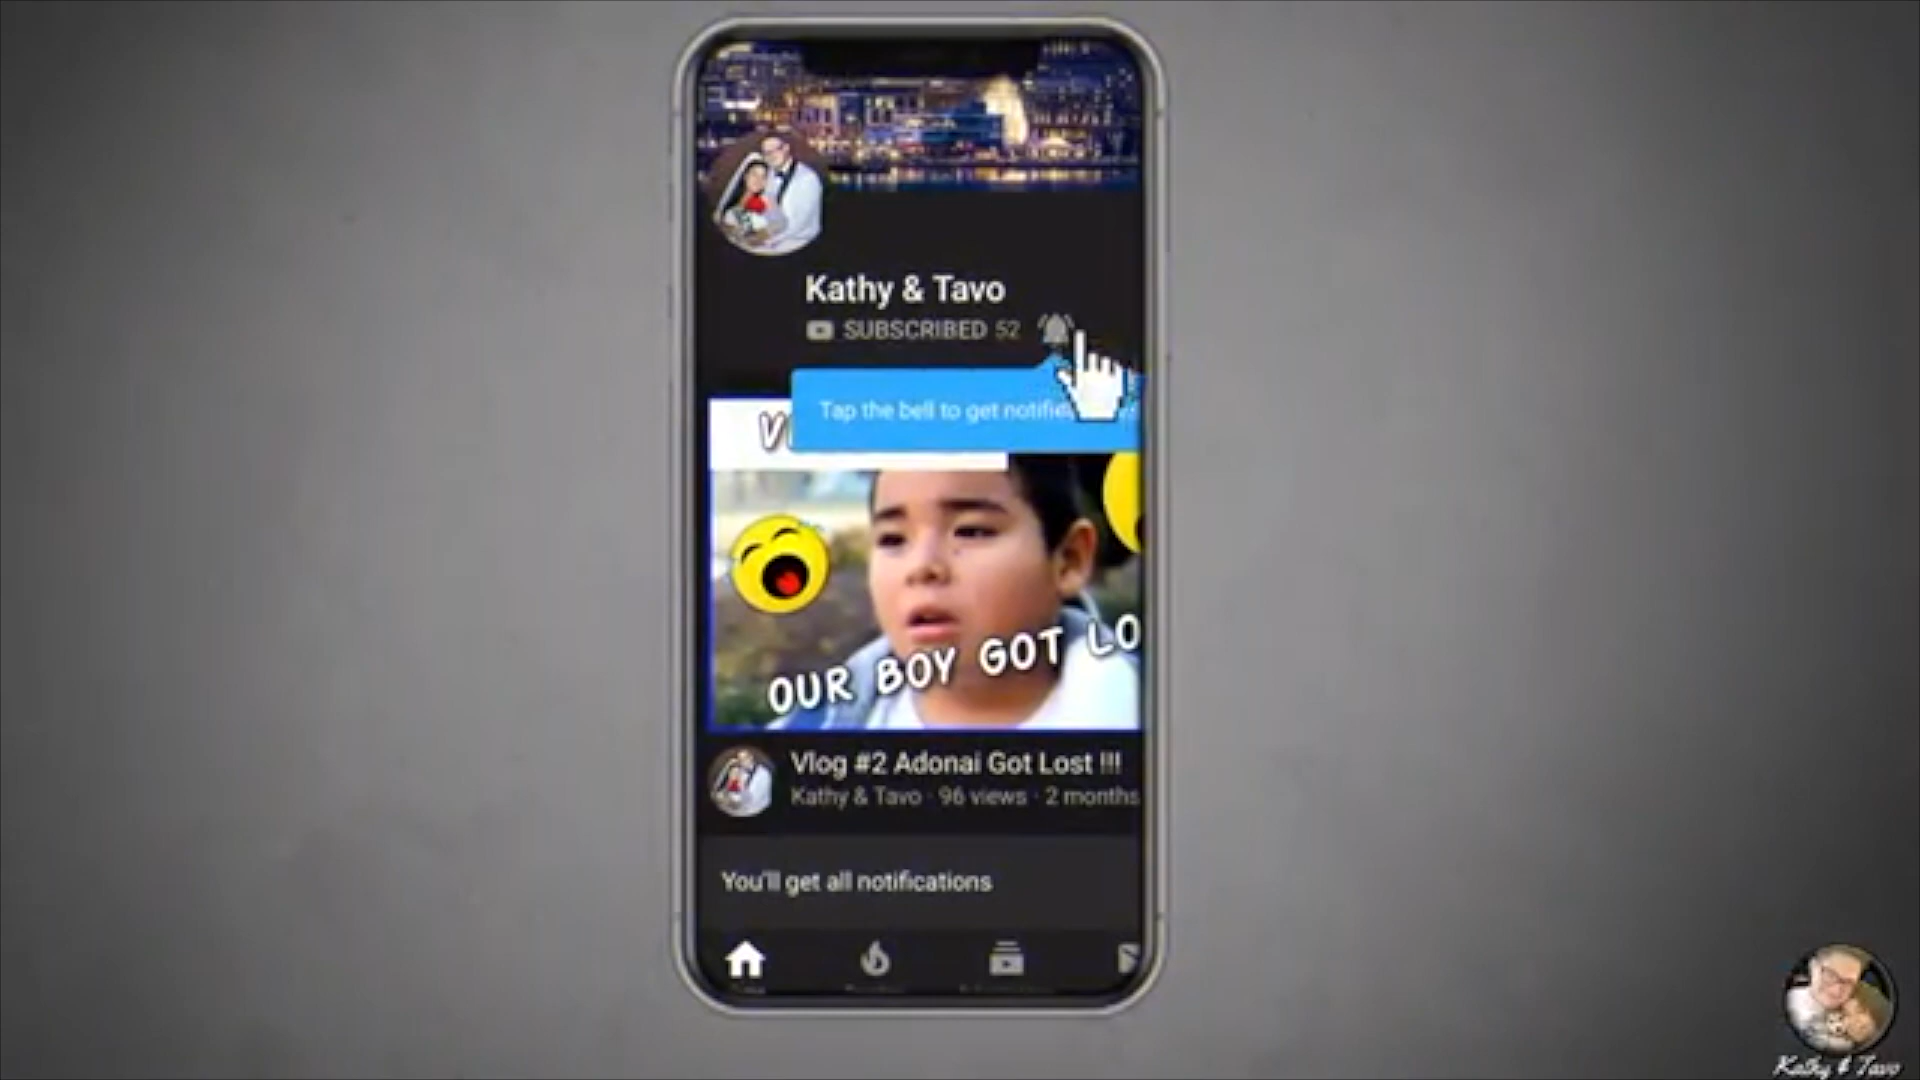 Kathy & Tavo
SUBSCRIBED 52
Tap the bell to get notifie
OUR BOY GOT LO
Vlog #2 Adonai Got Lost !!!
Kathy & Tavo · 96 views · 2 months
You'll get all notifications
Kathy & Tavo